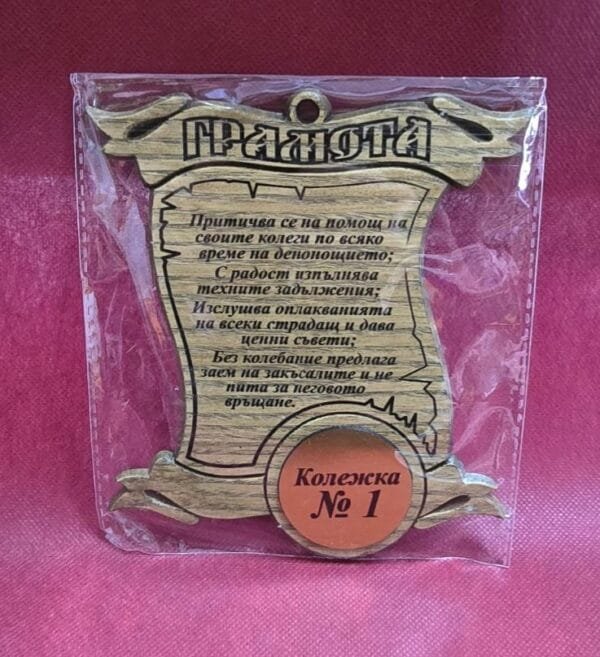 ГРАМОТА
Притичва се на помощ на
своите колеги по всяко
време на денонощието;
С радост изпълнява
техните задължения;
Изслушва оплакванията
на всеки страдащ и дава
ценни съвети;
Без колебание предлага
заем на закъсалите и не
пита за неговото
връщане.
Колежка
№ 1